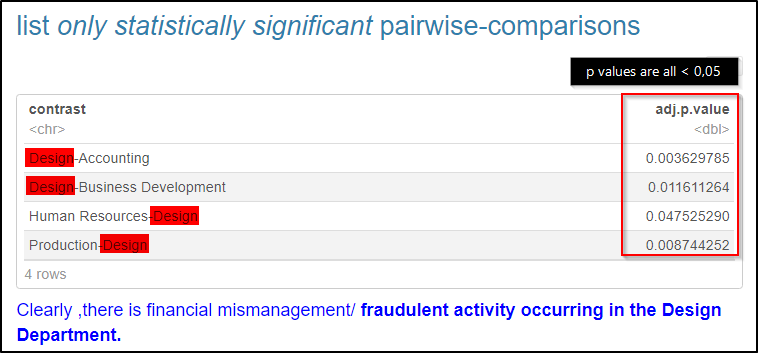 list only statistically significant pairwise-comparisons
p values are all < 0,05
contrast adj.p.value
<chr> <dbl>
Design-Accounting 0.003629785
Design-Business Development 0.011611264
Human Resources-Design 0.047525290
Production-Design 0.008744252
4 rows
Clearly ,there is financial mismanagement/ fraudulent activity occurring in the Design
Department.